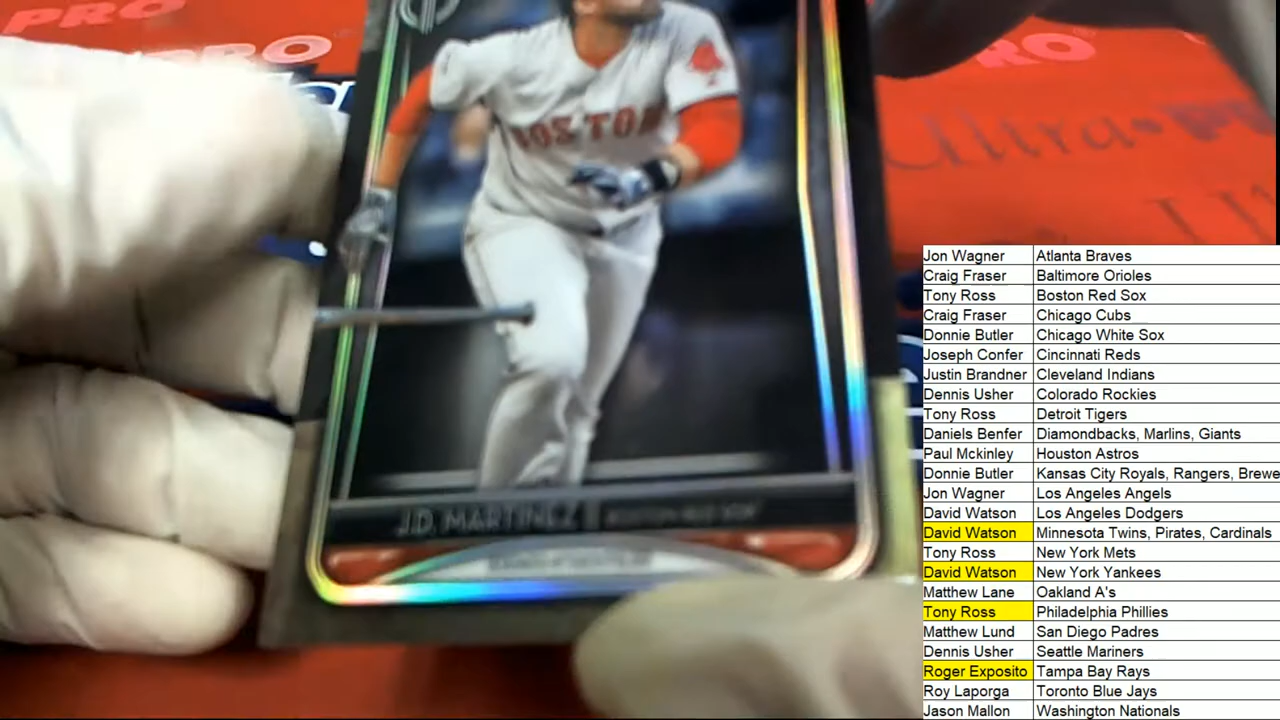 PRO
PRO
PRO
Ultra
BOSTON
J.D. MARTINEZ
Jon Wagner Atlanta Braves
Craig Fraser Baltimore Orioles
Tony Ross Boston Red Sox
Craig Fraser Chicago Cubs
Donnie Butler Chicago White Sox
Joseph Confer Cincinnati Reds
Justin Brandner Cleveland Indians
Dennis Usher Colorado Rockies
Tony Ross Detroit Tigers
Daniels Benfer Diamondbacks, Marlins, Giants
Paul Mckinley Houston Astros
Donnie Butler Kansas City Royals, Rangers, Brewe
Jon Wagner Los Angeles Angels
David Watson Los Angeles Dodgers
David Watson Minnesota Twins, Pirates, Cardinals
Tony Ross New York Mets
David Watson New York Yankees
Matthew Lane Oakland A's
Tony Ross Philadelphia Phillies
Matthew Lund San Diego Padres
Dennis Usher Seattle Mariners
Roger Exposito Tampa Bay Rays
Roy Laporga Toronto Blue Jays
Jason Mallon Washington Nationals